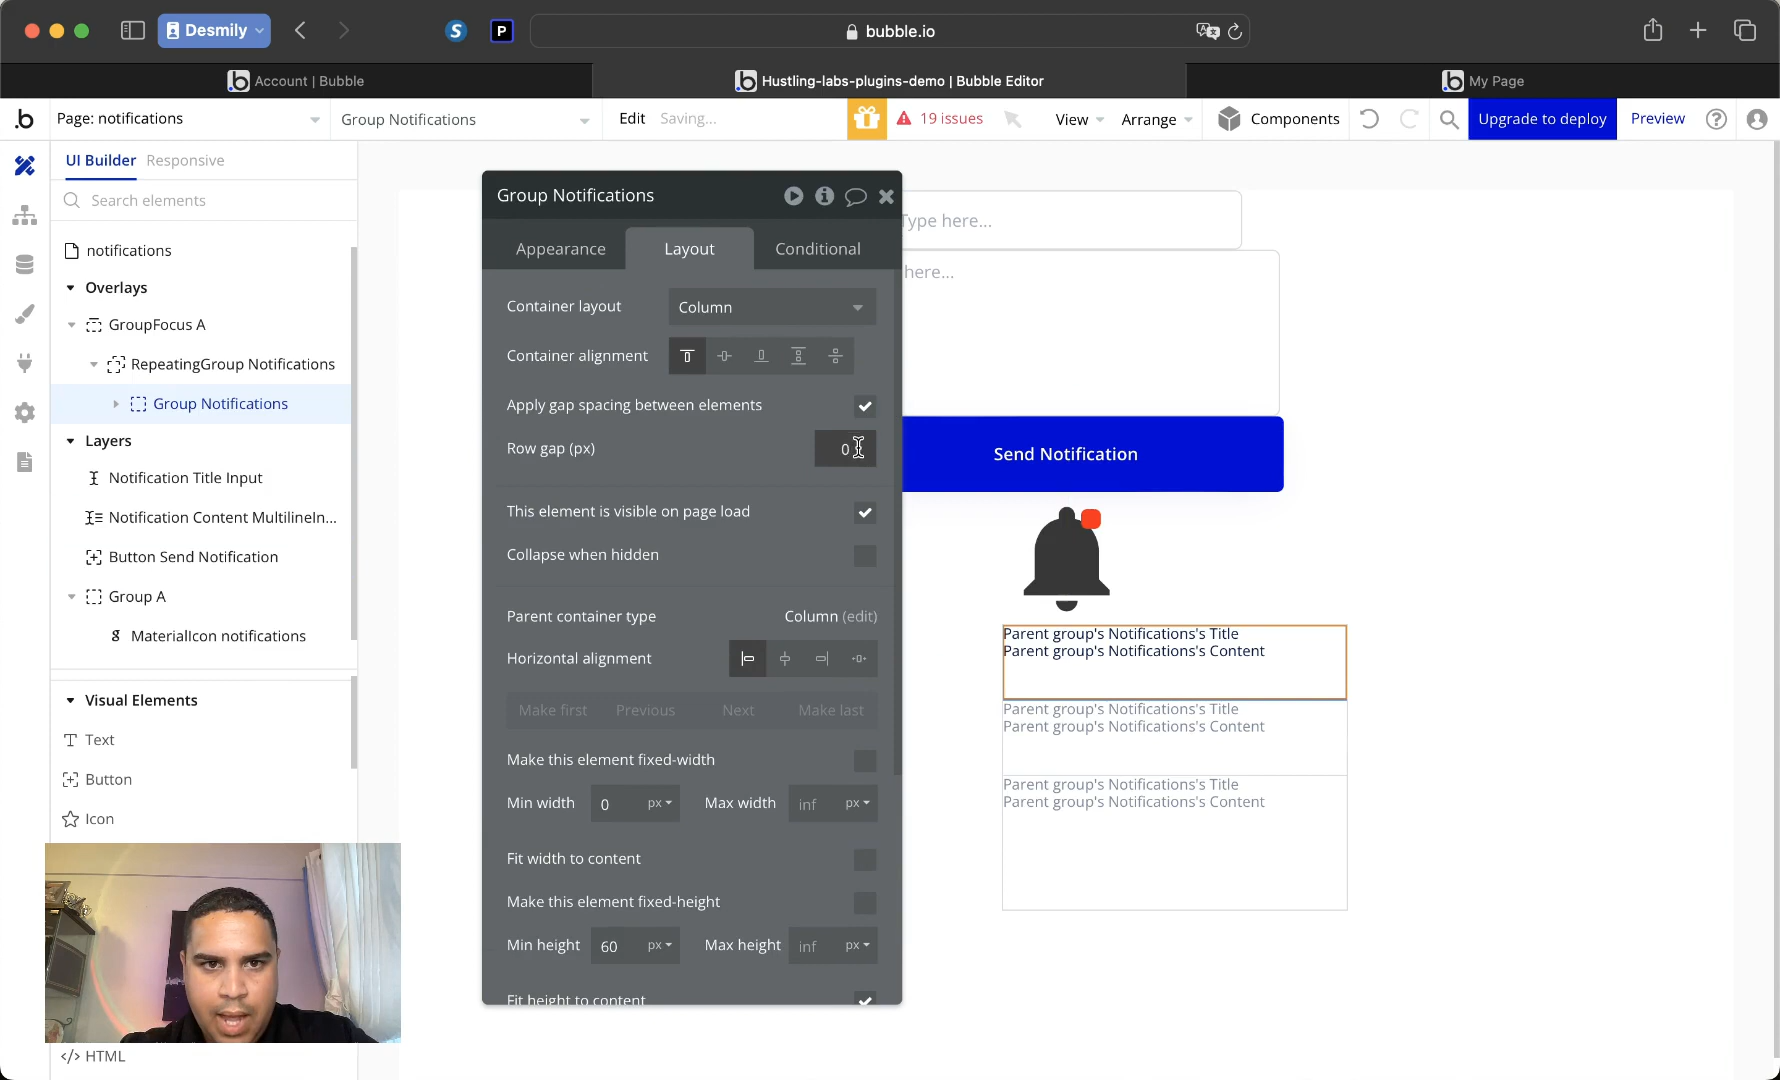 Desmily
S
P
bubble.io
b Account | Bubble
b Hustling-labs-plugins-demo | Bubble Editor
b My Page
b
Page: notifications
Group Notifications
Edit
Saving...
19 issues
View
Arrange
Components
Upgrade to deploy
Preview
UI Builder
Responsive
Search elements
notifications
Overlays
GroupFocus A
RepeatingGroup Notifications
Group Notifications
Layers
Notification Title Input
Notification Content MultilineIn...
Button Send Notification
Group A
MaterialIcon notifications
Visual Elements
Text
Button
Icon
HTML
Group Notifications
Appearance
Layout
Conditional
Container layout
Column
Container alignment
Apply gap spacing between elements
Row gap (px)
0
This element is visible on page load
Collapse when hidden
Parent container type
Column (edit)
Horizontal alignment
Make first
Previous
Next
Make last
Make this element fixed-width
Min width
0
px
Max width
inf
px
Fit width to content
Make this element fixed-height
Min height
60
px
Max height
inf
px
Fit height to content
Type here...
here...
Send Notification
Parent group's Notifications's Title
Parent group's Notifications's Content
Parent group's Notifications's Title
Parent group's Notifications's Content
Parent group's Notifications's Title
Parent group's Notifications's Content